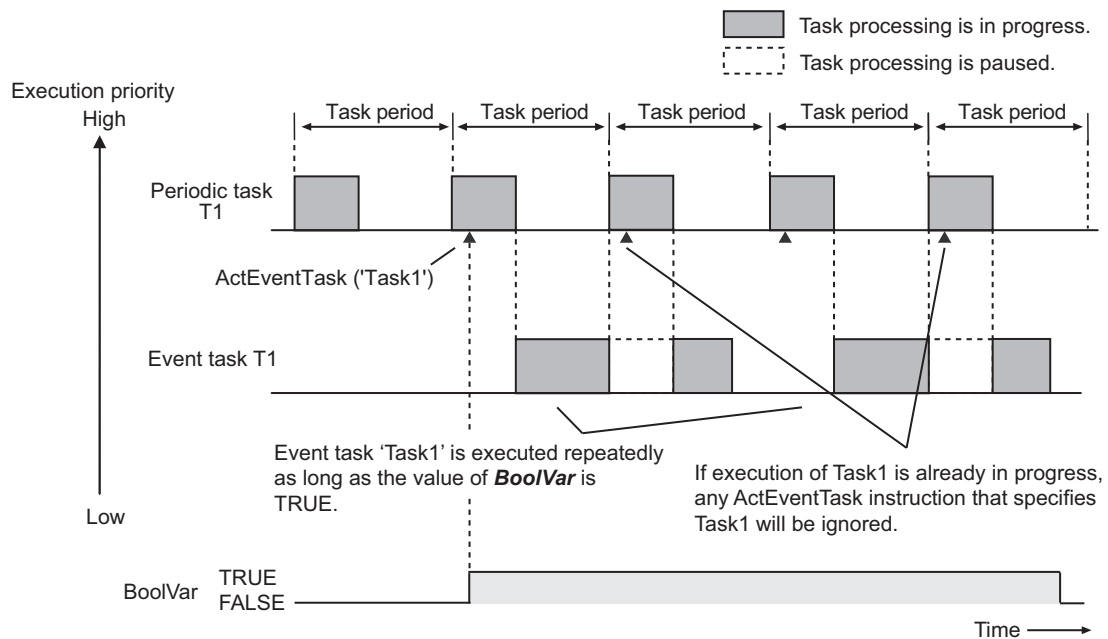 Task processing is in progress.
Task processing is paused.
Execution priority
High
Task period
Task period
Task period
Task period
Task period
Periodic task
T1
ActEventTask ('Task1')
Event task T1
Event task ‘Task1’ is executed repeatedly
as long as the value of BoolVar is
TRUE.
If execution of Task1 is already in progress,
any ActEventTask instruction that specifies
Task1 will be ignored.
Low
BoolVar
TRUE
FALSE
Time